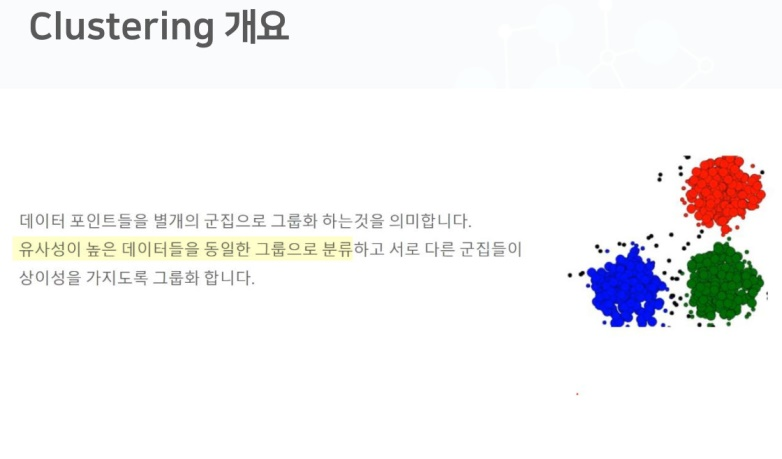 Clustering 개요
데이터 포인트들을 별개의 군집으로 그룹화 하는것을 의미합니다.
유사성이 높은 데이터들을 동일한 그룹으로 분류하고 서로 다른 군집들이
상이성을 가지도록 그룹화 합니다.